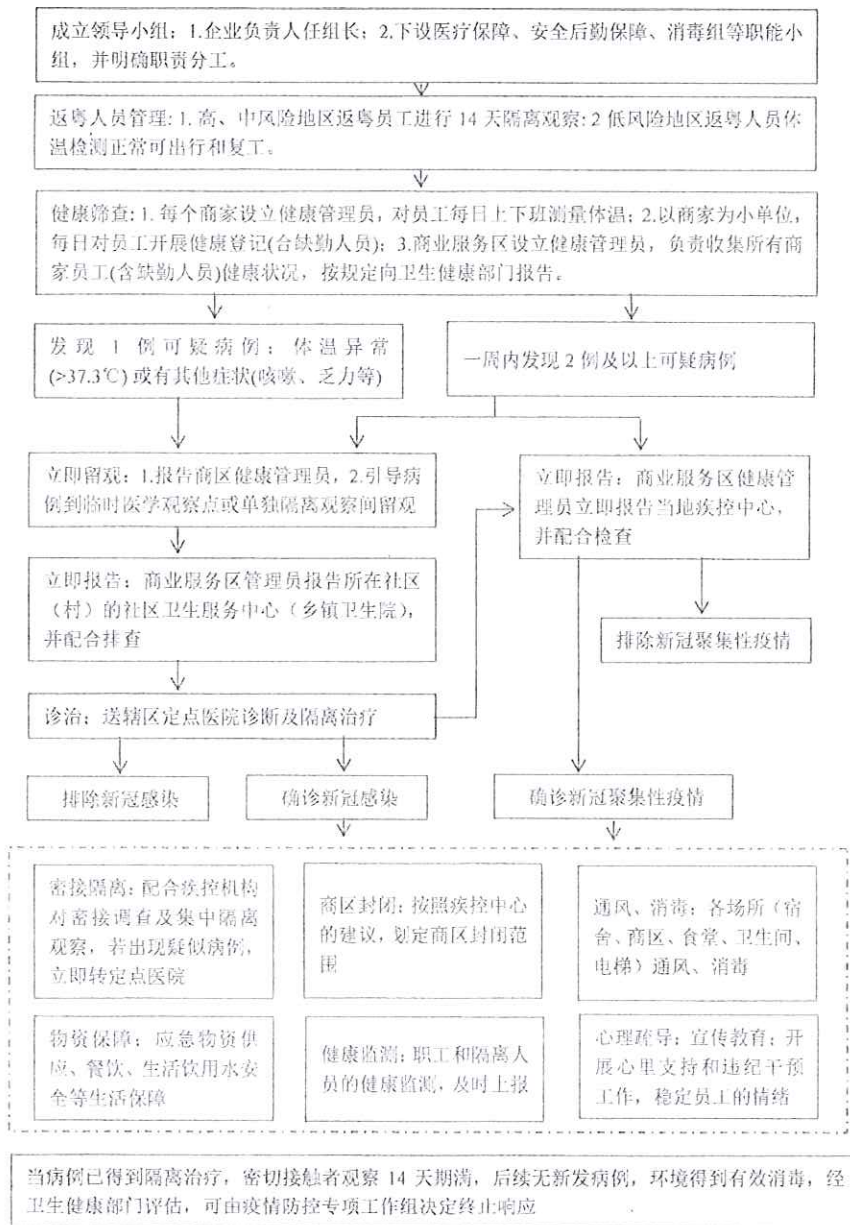 成立领导小组：1.企业负责人任组长；2.下设医疗保障、安全后勤保障、消毒组等职能小
组，并明确职责分工。
返粤人员管理：1.高、中风险地区返粤员工进行 14 天隔离观察；2 低风险地区返粤人员体
温检测正常可出行和复工。
健康筛查：1.每个商家设立健康管理员，对员工每日上下班测量体温；2.以商家为小单位，
每日对员工开展健康登记(含缺勤人员)；3.商业服务区设立健康管理员，负责收集所有商
家员工(含缺勤人员)健康状况，按规定向卫生健康部门报告。
发现 1 例可疑病例：体温异常
(>37.3℃) 或有其他症状(咳嗽、乏力等)
一周内发现 2 例及以上可疑病例
立即留观：1.报告商区健康管理员，2.引导病
例到临时医学观察点或单独隔离观察间留观
立即报告：商业服务区健康管
理员立即报告当地疾控中心，
并配合检查
立即报告：商业服务区管理员报告所在社区
（村）的社区卫生服务中心（乡镇卫生院），
并配合排查
排除新冠聚集性疫情
诊治：送辖区定点医院诊断及隔离治疗
排除新冠感染
确诊新冠感染
确诊新冠聚集性疫情
密接隔离：配合疾控机构
对密接调查及集中隔离
观察，若出现疑似病例，
立即转定点医院
商区封闭：按照疾控中心
的建议，划定商区封闭范
围
通风、消毒：各场所（宿
舍、商区、食堂、卫生间、
电梯）通风、消毒
物资保障：应急物资供
应、餐饮、生活饮用水安
全等生活保障
健康监测：职工和隔离人
员的健康监测，及时上报
心理疏导：宣传教育；开
展心里支持和违纪干预
工作，稳定员工的情绪
当病例已得到隔离治疗，密切接触者观察 14 天期满，后续无新发病例，环境得到有效消毒，经
卫生健康部门评估，可由疫情防控专项工作组决定终止响应